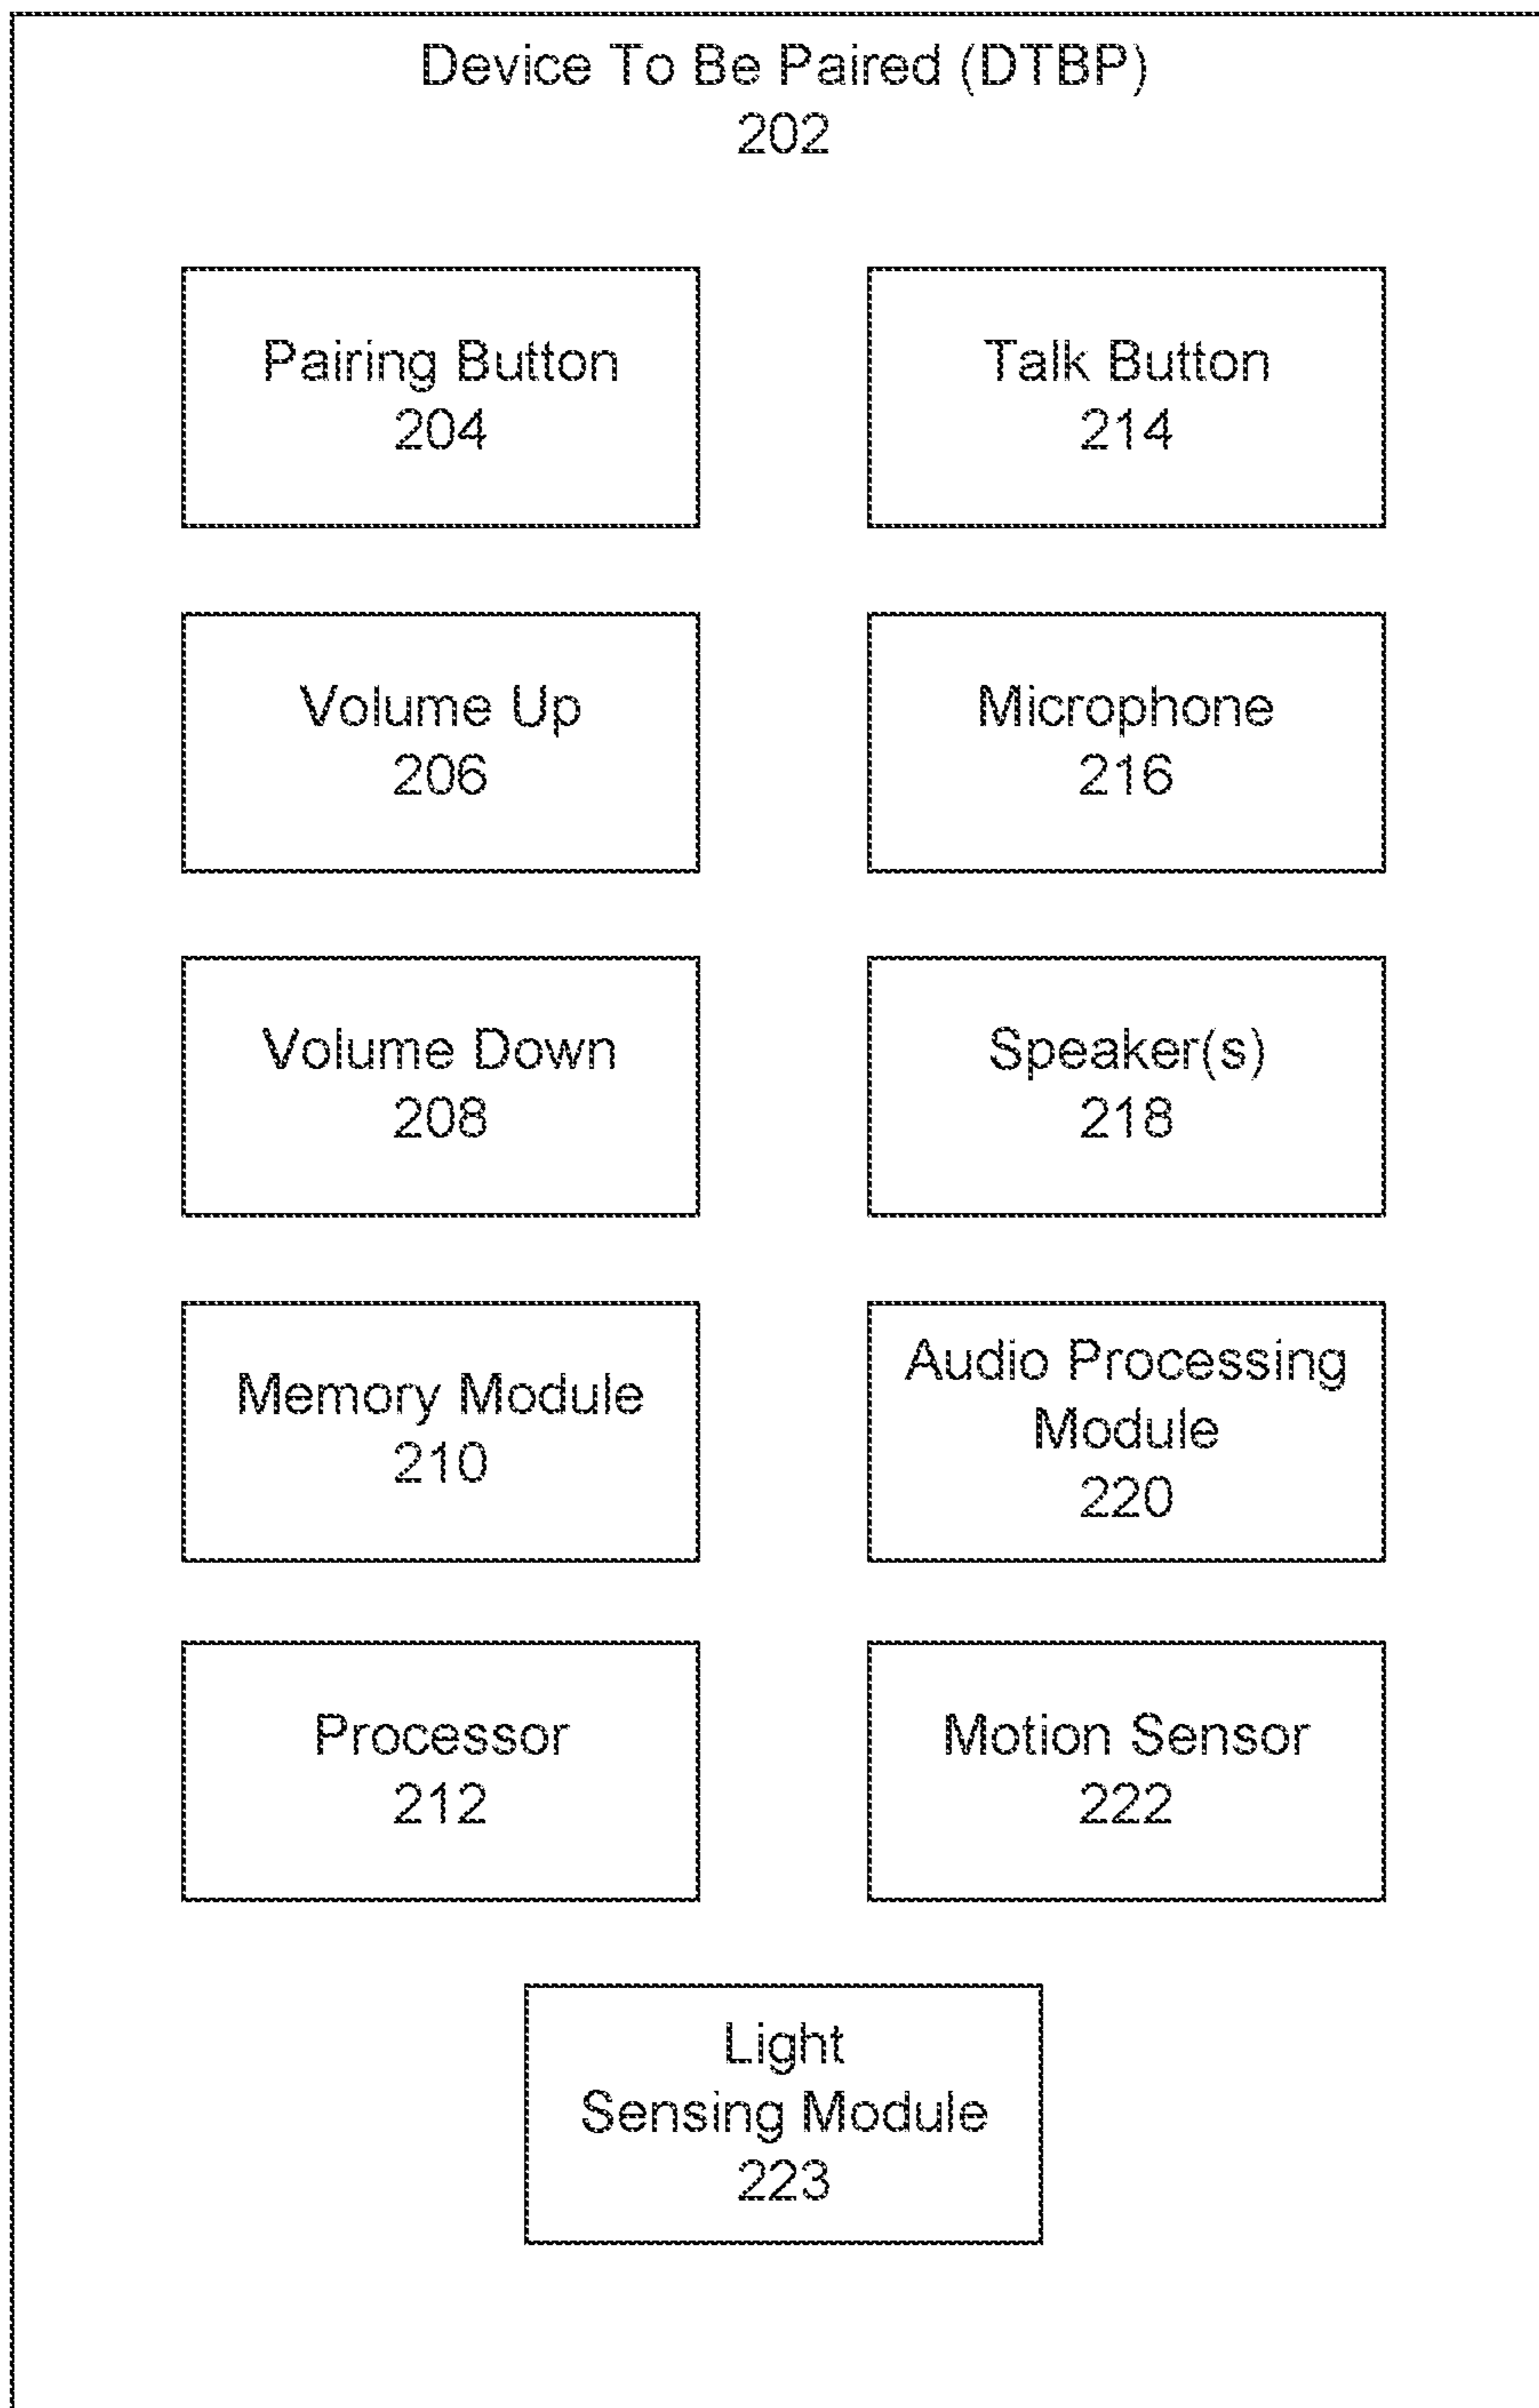 Device To Be Paired (DTBP)
202
Pairing Button
204
Talk Button
214
Volume Up
206
Microphone
216
Volume Down
208
Speaker(s)
218
Memory Module
210
Audio Processing
Module
220
Processor
212
Motion Sensor
222
Light
Sensing Module
223